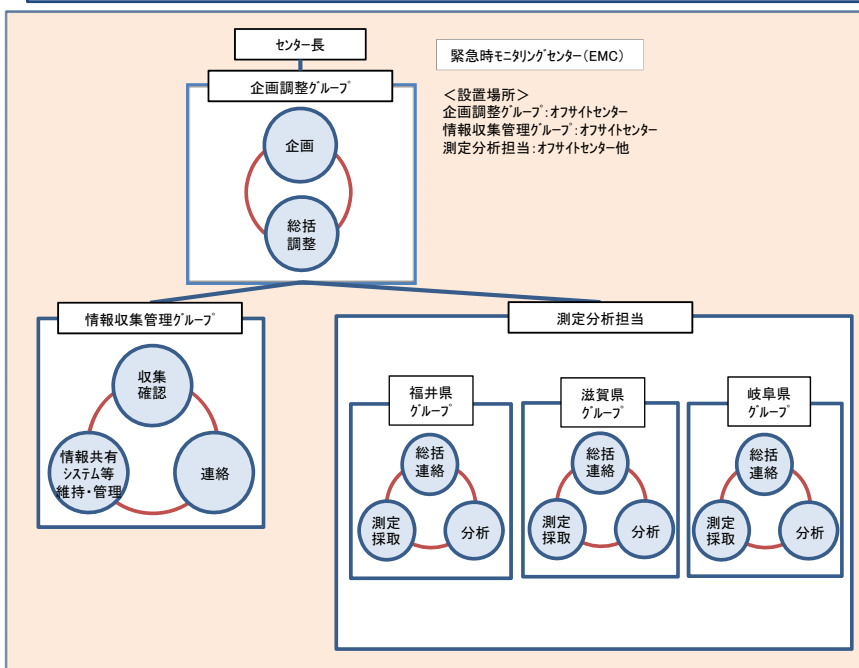 センター長
企画調整グループ
企画
総括
調整
緊急時モニタリングセンター(EMC)
<設置場所>
企画調整グループ:オフサイトセンター
情報収集管理グループ:オフサイトセンター
測定分析担当:オフサイトセンター他
情報収集管理グループ
収集
確認
情報共有
システム等
維持・管理
連絡
測定分析担当
福井県
グループ
総括
連絡
測定
採取
分析
滋賀県
グループ
総括
連絡
測定
採取
分析
岐阜県
グループ
総括
連絡
測定
採取
分析